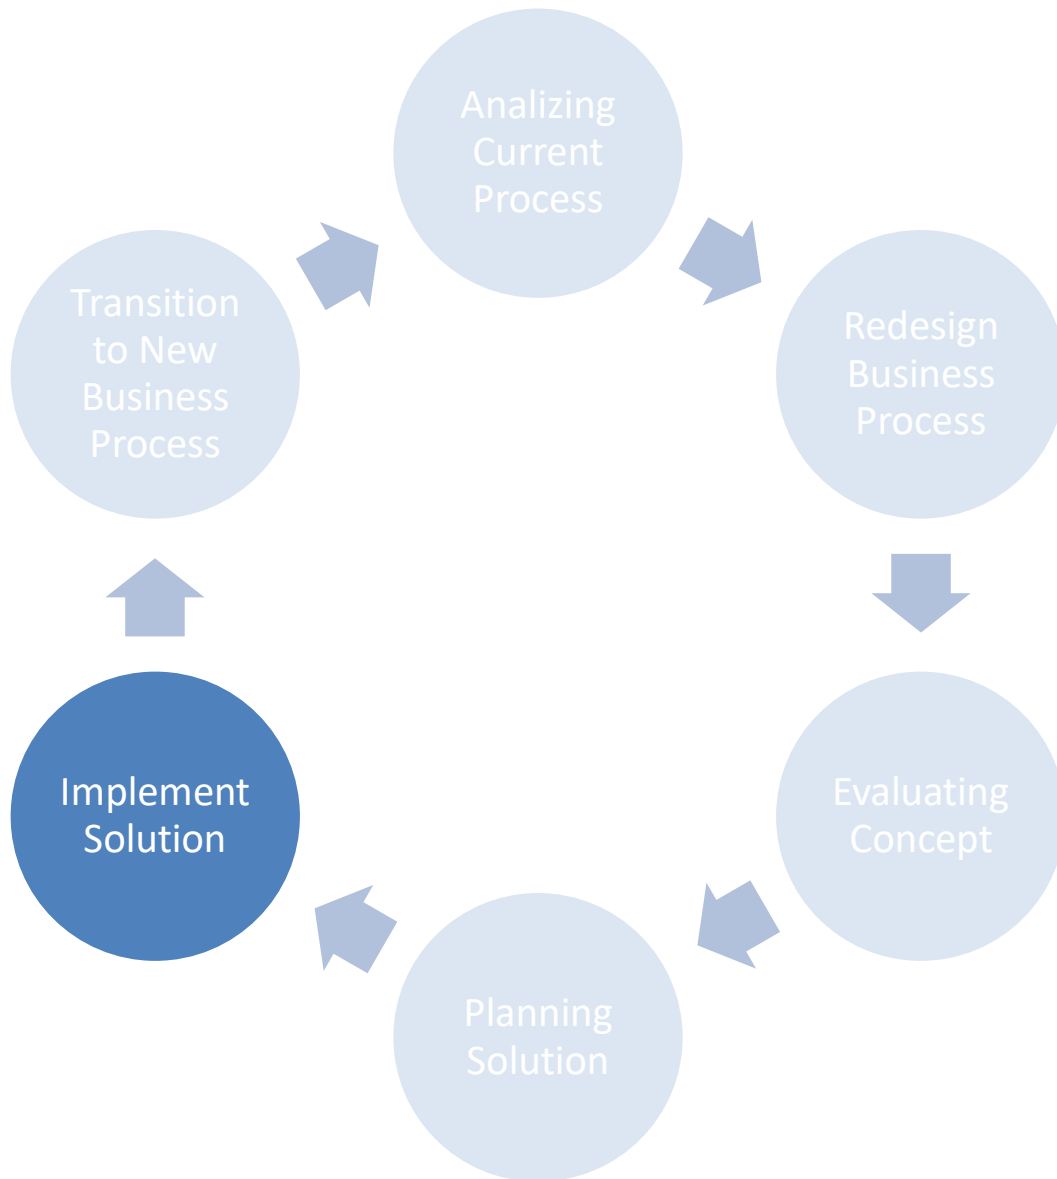 Analizing
Current
Process
Redesign
Business
Process
Evaluating
Concept
Planning
Solution
Implement
Solution
Transition
to New
Business
Process